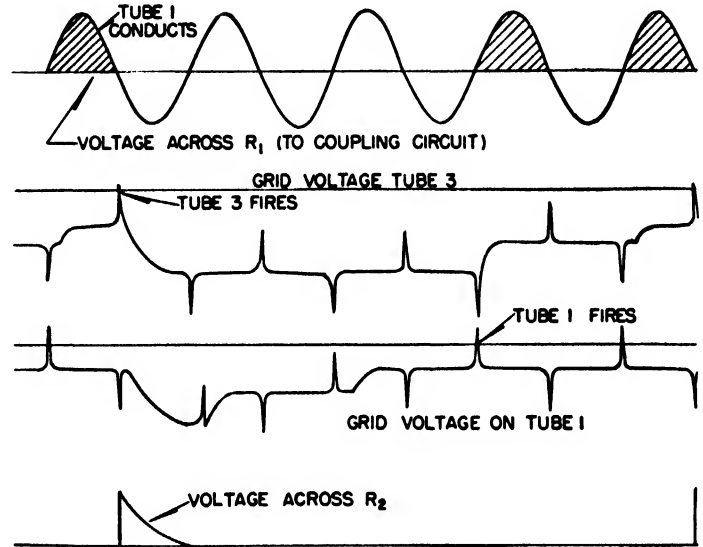 TUBE 1
CONDUCTS
VOLTAGE ACROSS R₁ (TO COUPLING CIRCUIT)
GRID VOLTAGE TUBE 3
TUBE 3 FIRES
TUBE 1 FIRES
GRID VOLTAGE ON TUBE 1
VOLTAGE ACROSS R₂